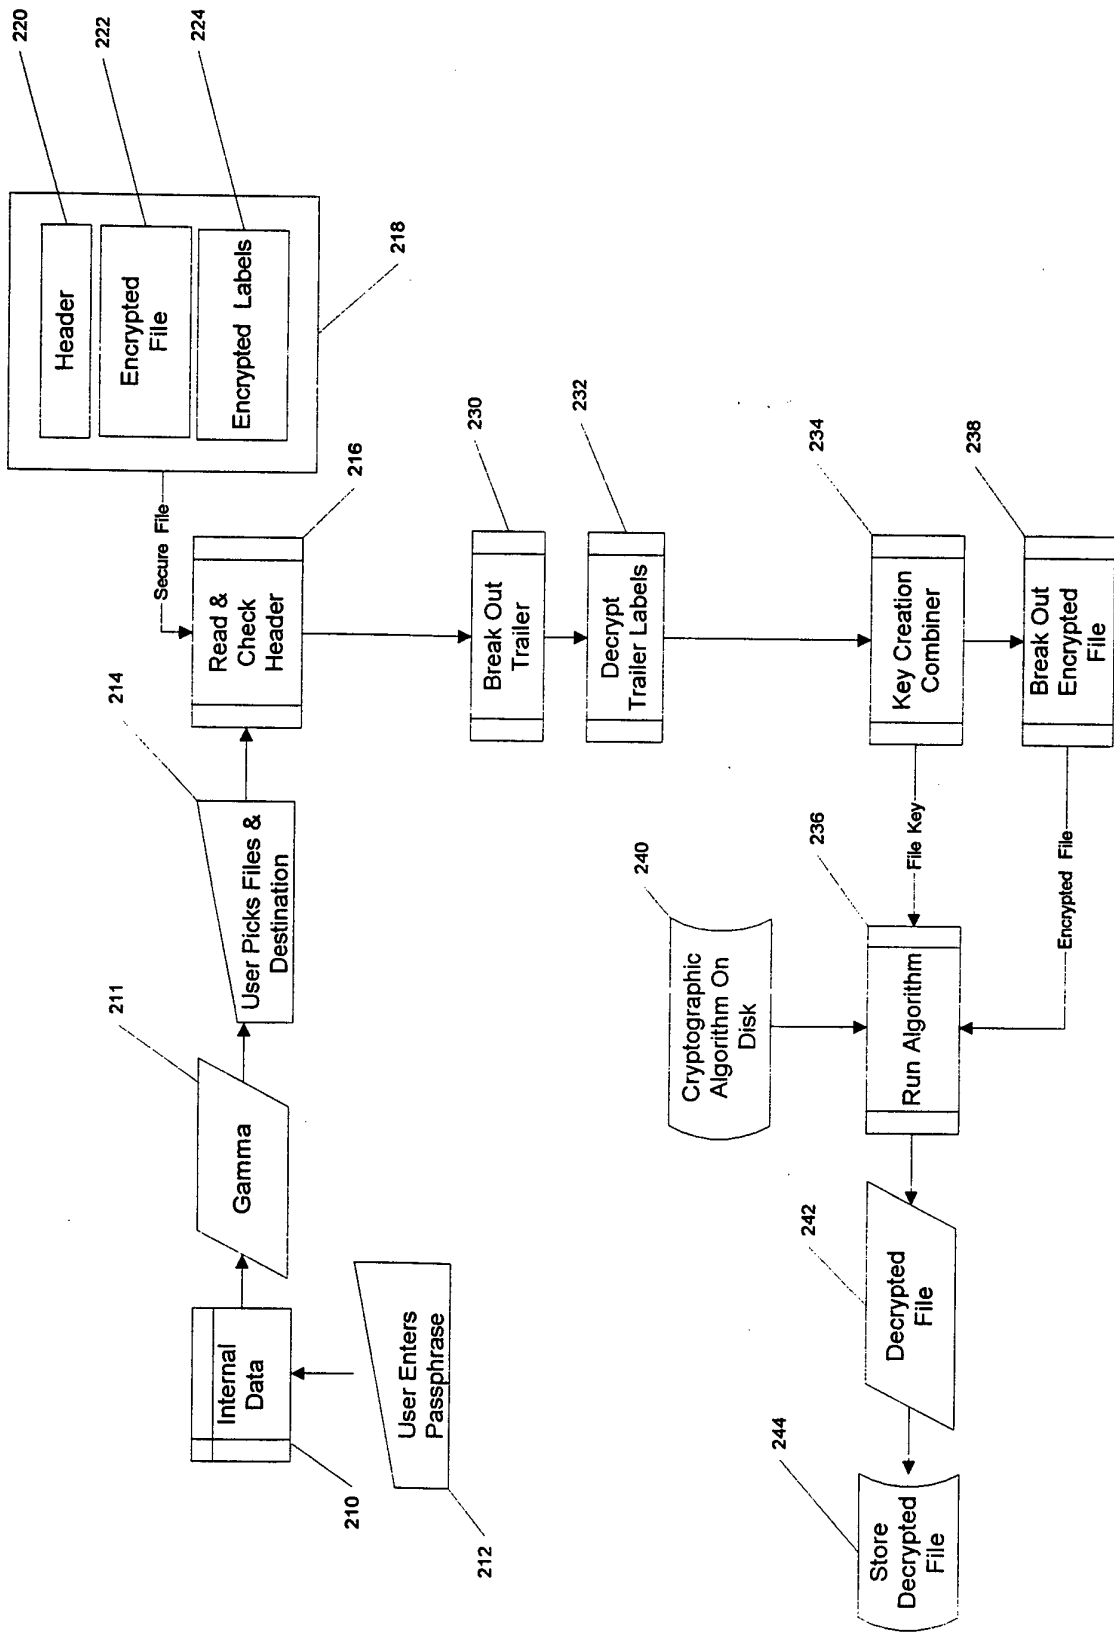 220
222
224
Header
Encrypted
File
Encrypted Labels
218
Secure File
216
Read &
Check
Header
214
User Picks Files &
Destination
211
Gamma
Internal
Data
210
User Enters
Passphrase
212
230
Break Out
Trailer
232
Decrypt
Trailer Labels
234
Key Creation
Combiner
238
Break Out
Encrypted
File
File Key
Encrypted File
236
Run Algorithm
240
Cryptographic
Algorithm On
Disk
242
Decrypted
File
244
Store
Decrypted
File